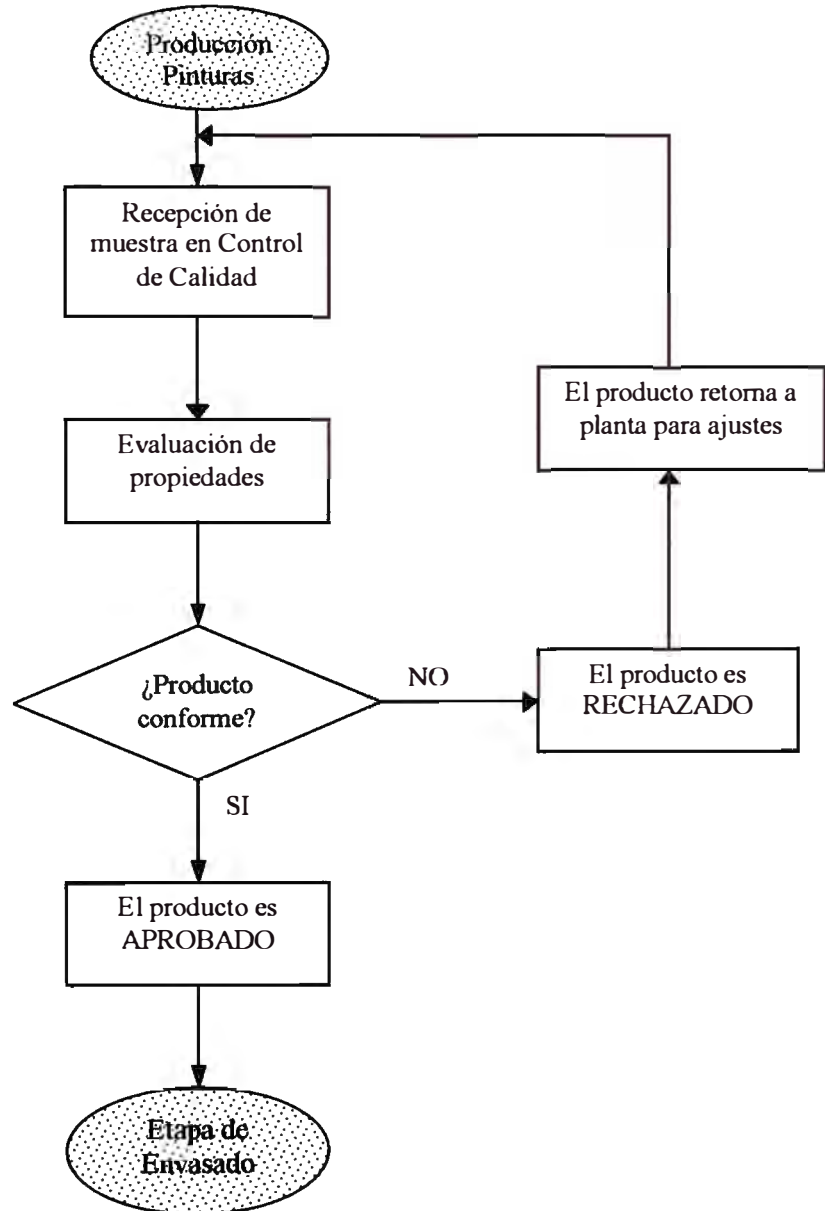 Producción
Pinturas
Recepción de
muestra en Control
de Calidad
Evaluación de
propiedades
¿Producto
conforme?
NO
El producto es
RECHAZADO
El producto retorna a
planta para ajustes
SI
El producto es
APROBADO
Etapa de
Envasado